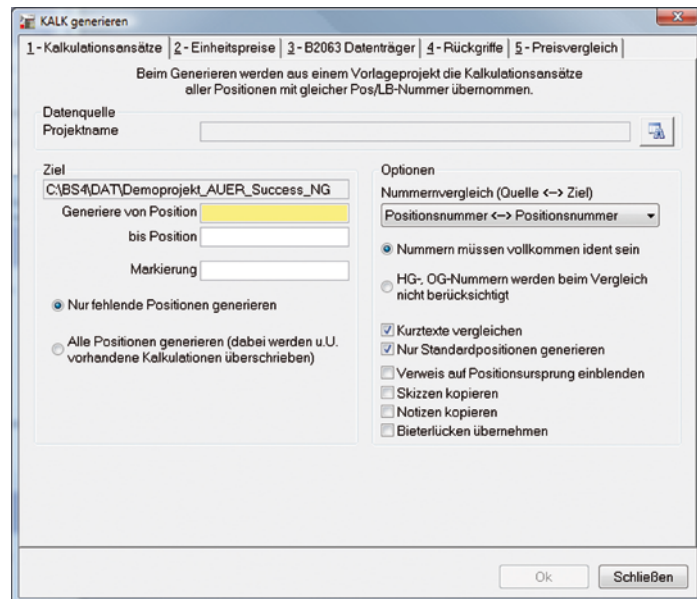 KALK generieren
1 - Kalkulationsansätze
2 - Einheitspreise
3 - B2063 Datenträger
4 - Rückgriffe
5 - Preisvergleich
Beim Generieren werden aus einem Vorlageprojekt die Kalkulationsansätze
aller Positionen mit gleicher Pos/LB-Nummer übernommen.
Datenquelle
Projektname
Ziel
C:\BS4\DAT\Demoprojekt_AUER_Success_NG
Generiere von Position
bis Position
Markierung
Nur fehlende Positionen generieren
Alle Positionen generieren (dabei werden u.U.
vorhandene Kalkulationen überschrieben)
Optionen
Nummernvergleich (Quelle <--> Ziel)
Positionsnummer <--> Positionsnummer
Nummern müssen vollkommen ident sein
HG-, OG-Nummern werden beim Vergleich
nicht berücksichtigt
Kurztexte vergleichen
Nur Standardpositionen generieren
Verweis auf Positionsursprung einblenden
Skizzen kopieren
Notizen kopieren
Bieterlücken übernehmen
Ok
Schließen